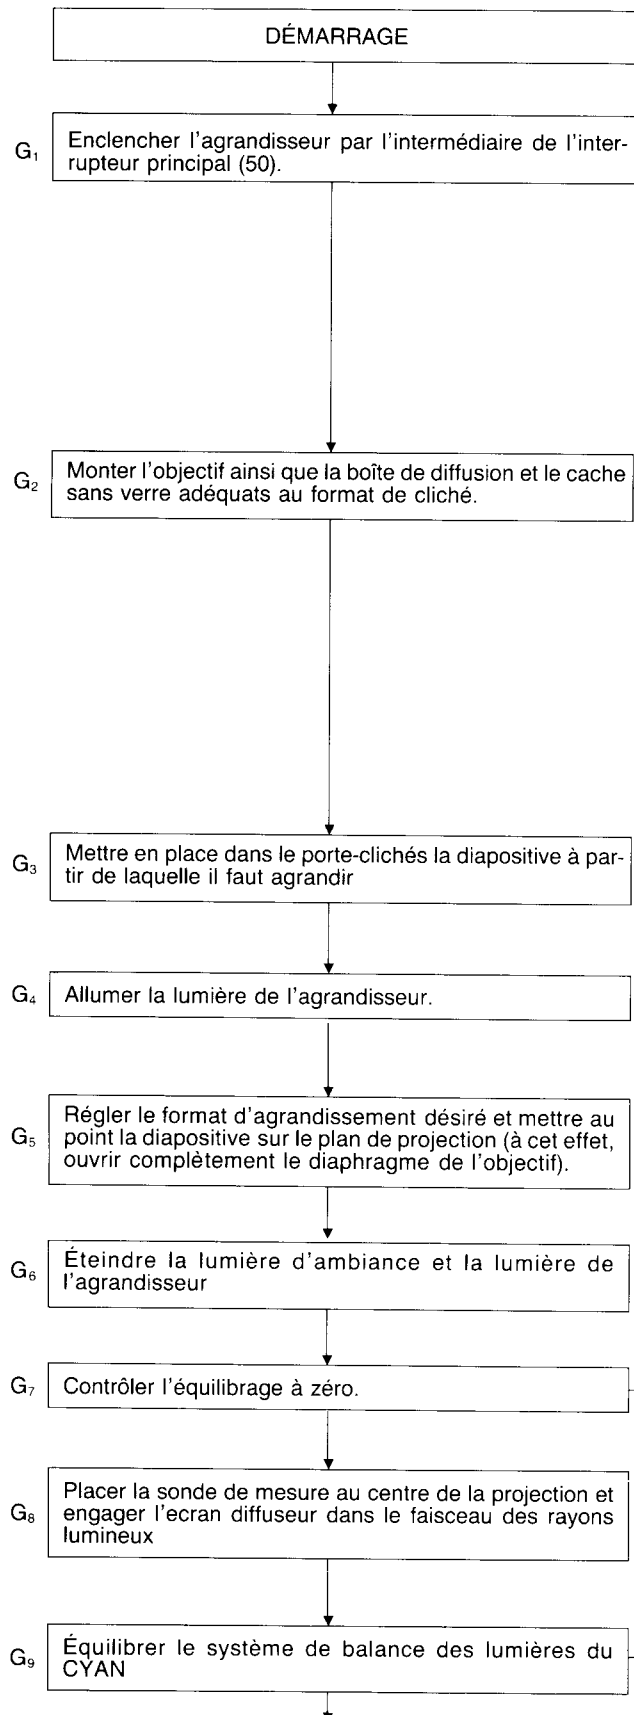 DÉMARRAGE
G₁
Enclencher l'agrandisseur par l'intermédiaire de l'inter-
rupteur principal (50).
G₂
Monter l'objectif ainsi que la boîte de diffusion et le cache
sans verre adéquats au format de cliché.
G₃
Mettre en place dans le porte-clichés la diapositive à par-
tir de laquelle il faut agrandir
G₄
Allumer la lumière de l'agrandisseur.
G₅
Régler le format d'agrandissement désiré et mettre au
point la diapositive sur le plan de projection (à cet effet,
ouvrir complètement le diaphragme de l'objectif).
G₆
Éteindre la lumière d'ambiance et la lumière de
l'agrandisseur
G₇
Contrôler l'équilibrage à zéro.
G₈
Placer la sonde de mesure au centre de la projection et
engager l'ecran diffuseur dans le faisceau des rayons
lumineux
G₉
Équilibrer le système de balance des lumières du
CYAN